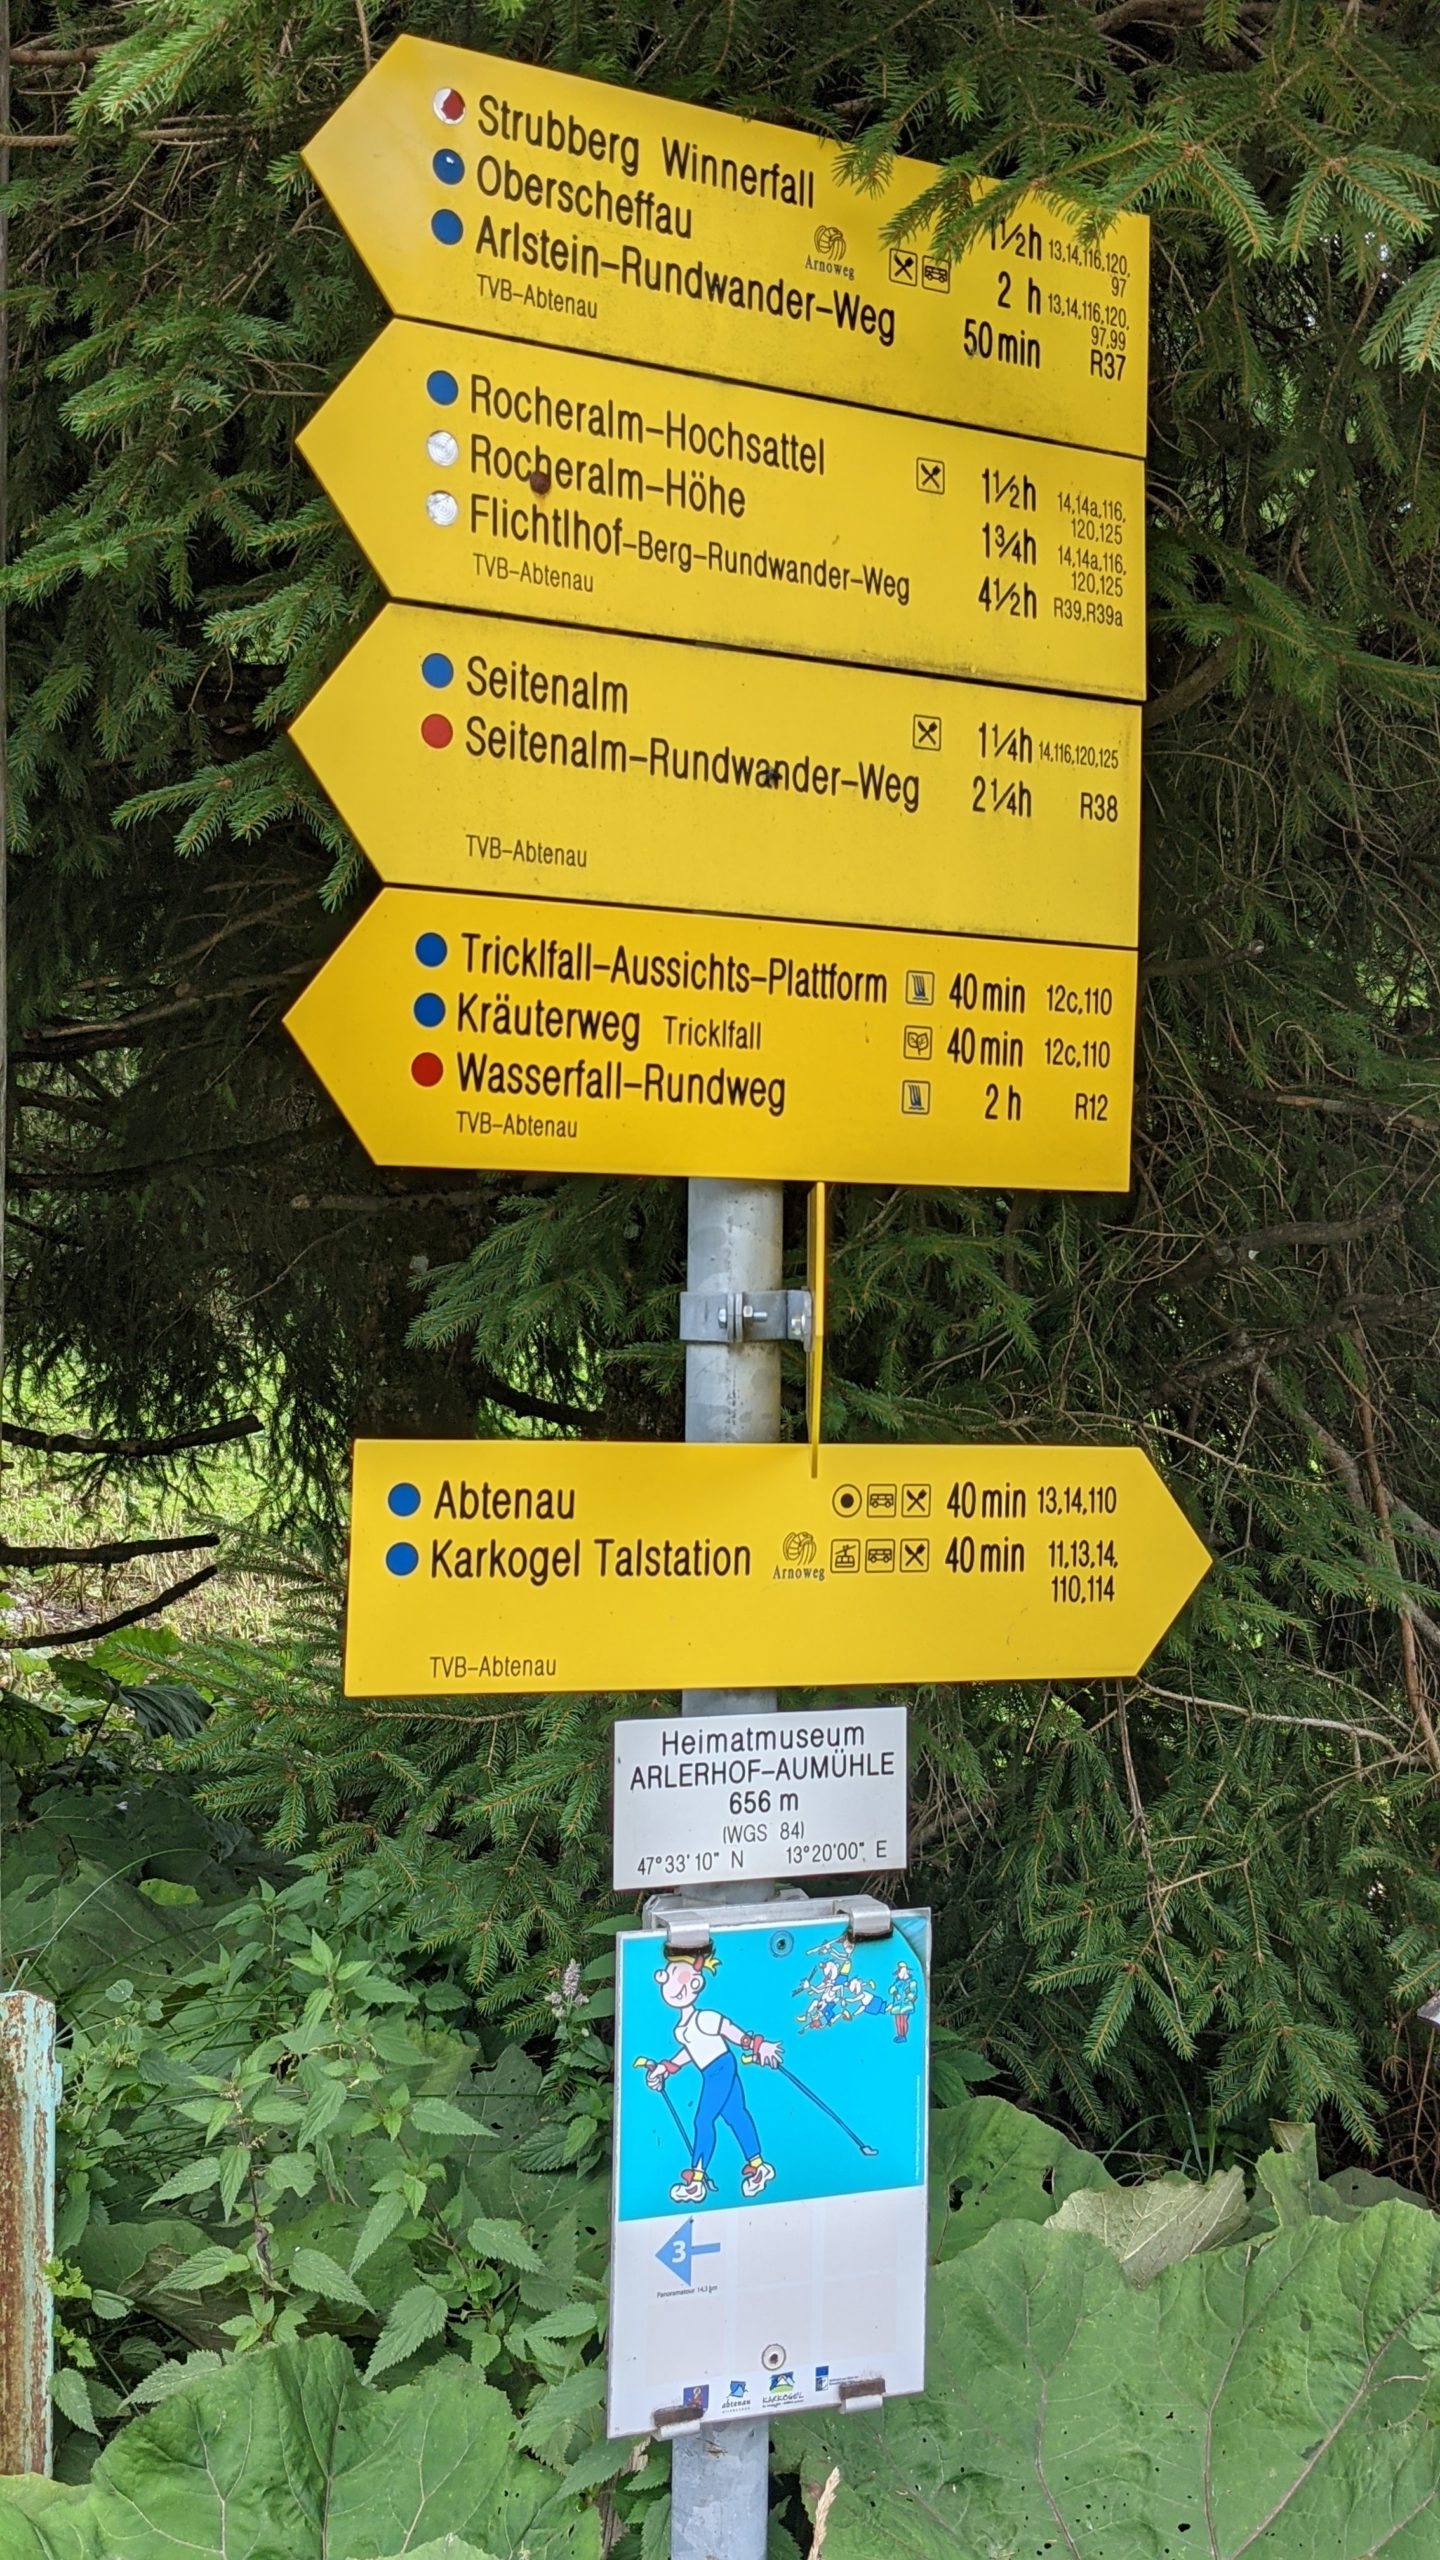 Strubberg Winnerfall 1½h 13,14,116,120,
97
Oberscheffau Arnoweg 2 h 13,14,116,120,
97,99
Arlstein–Rundwander–Weg 50 min R37
TVB–Abtenau
Rocheralm–Hochsattel 1½h 14,14a,116,
120,125
Rocheralm–Höhe 1¾h 14,14a,116,
120,125
Flichtlhof–Berg–Rundwander–Weg 4½h R39,R39a
TVB–Abtenau
Seitenalm 1¼h 14,116,120,125
Seitenalm–Rundwander–Weg 2¼h R38
TVB–Abtenau
Tricklfall–Aussichts–Plattform 40 min 12c,110
Kräuterweg Tricklfall 40 min 12c,110
Wasserfall–Rundweg 2 h R12
TVB–Abtenau
Abtenau 40 min 13,14,110
Karkogel Talstation Arnoweg 40 min 11,13,14,
110,114
TVB–Abtenau
Heimatmuseum
ARLERHOF–AUMÜHLE
656 m
(WGS 84)
47°33'10" N 13°20'00", E
3
Panoramatour 14,3 km
abtenau KARKOGEL